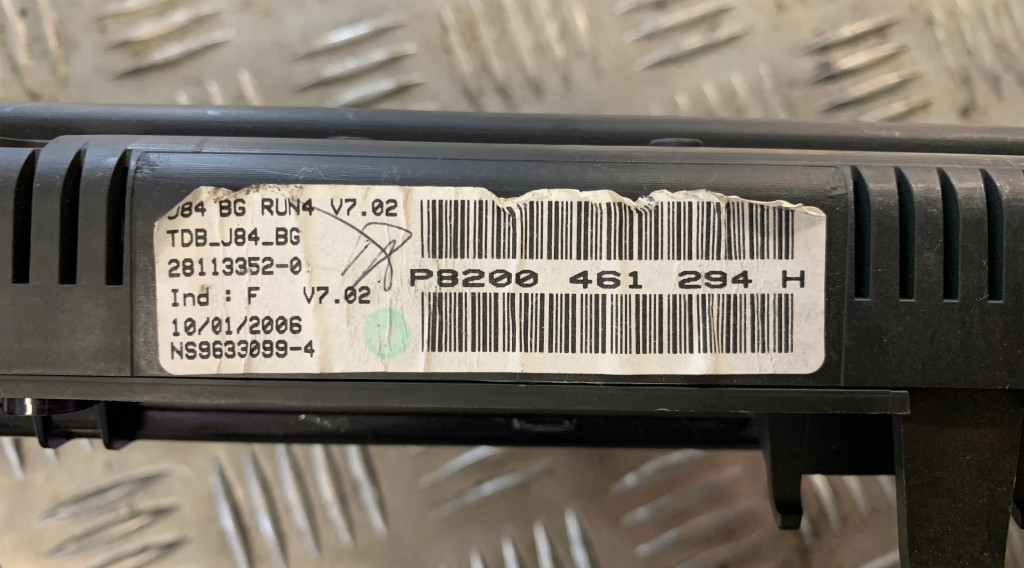 J84 BG RUN4 V7.02
TDB_J84_BG
28113352-0
Ind : F V7.02
10/01/2006
NS9633099-4
P8200 461 294 H